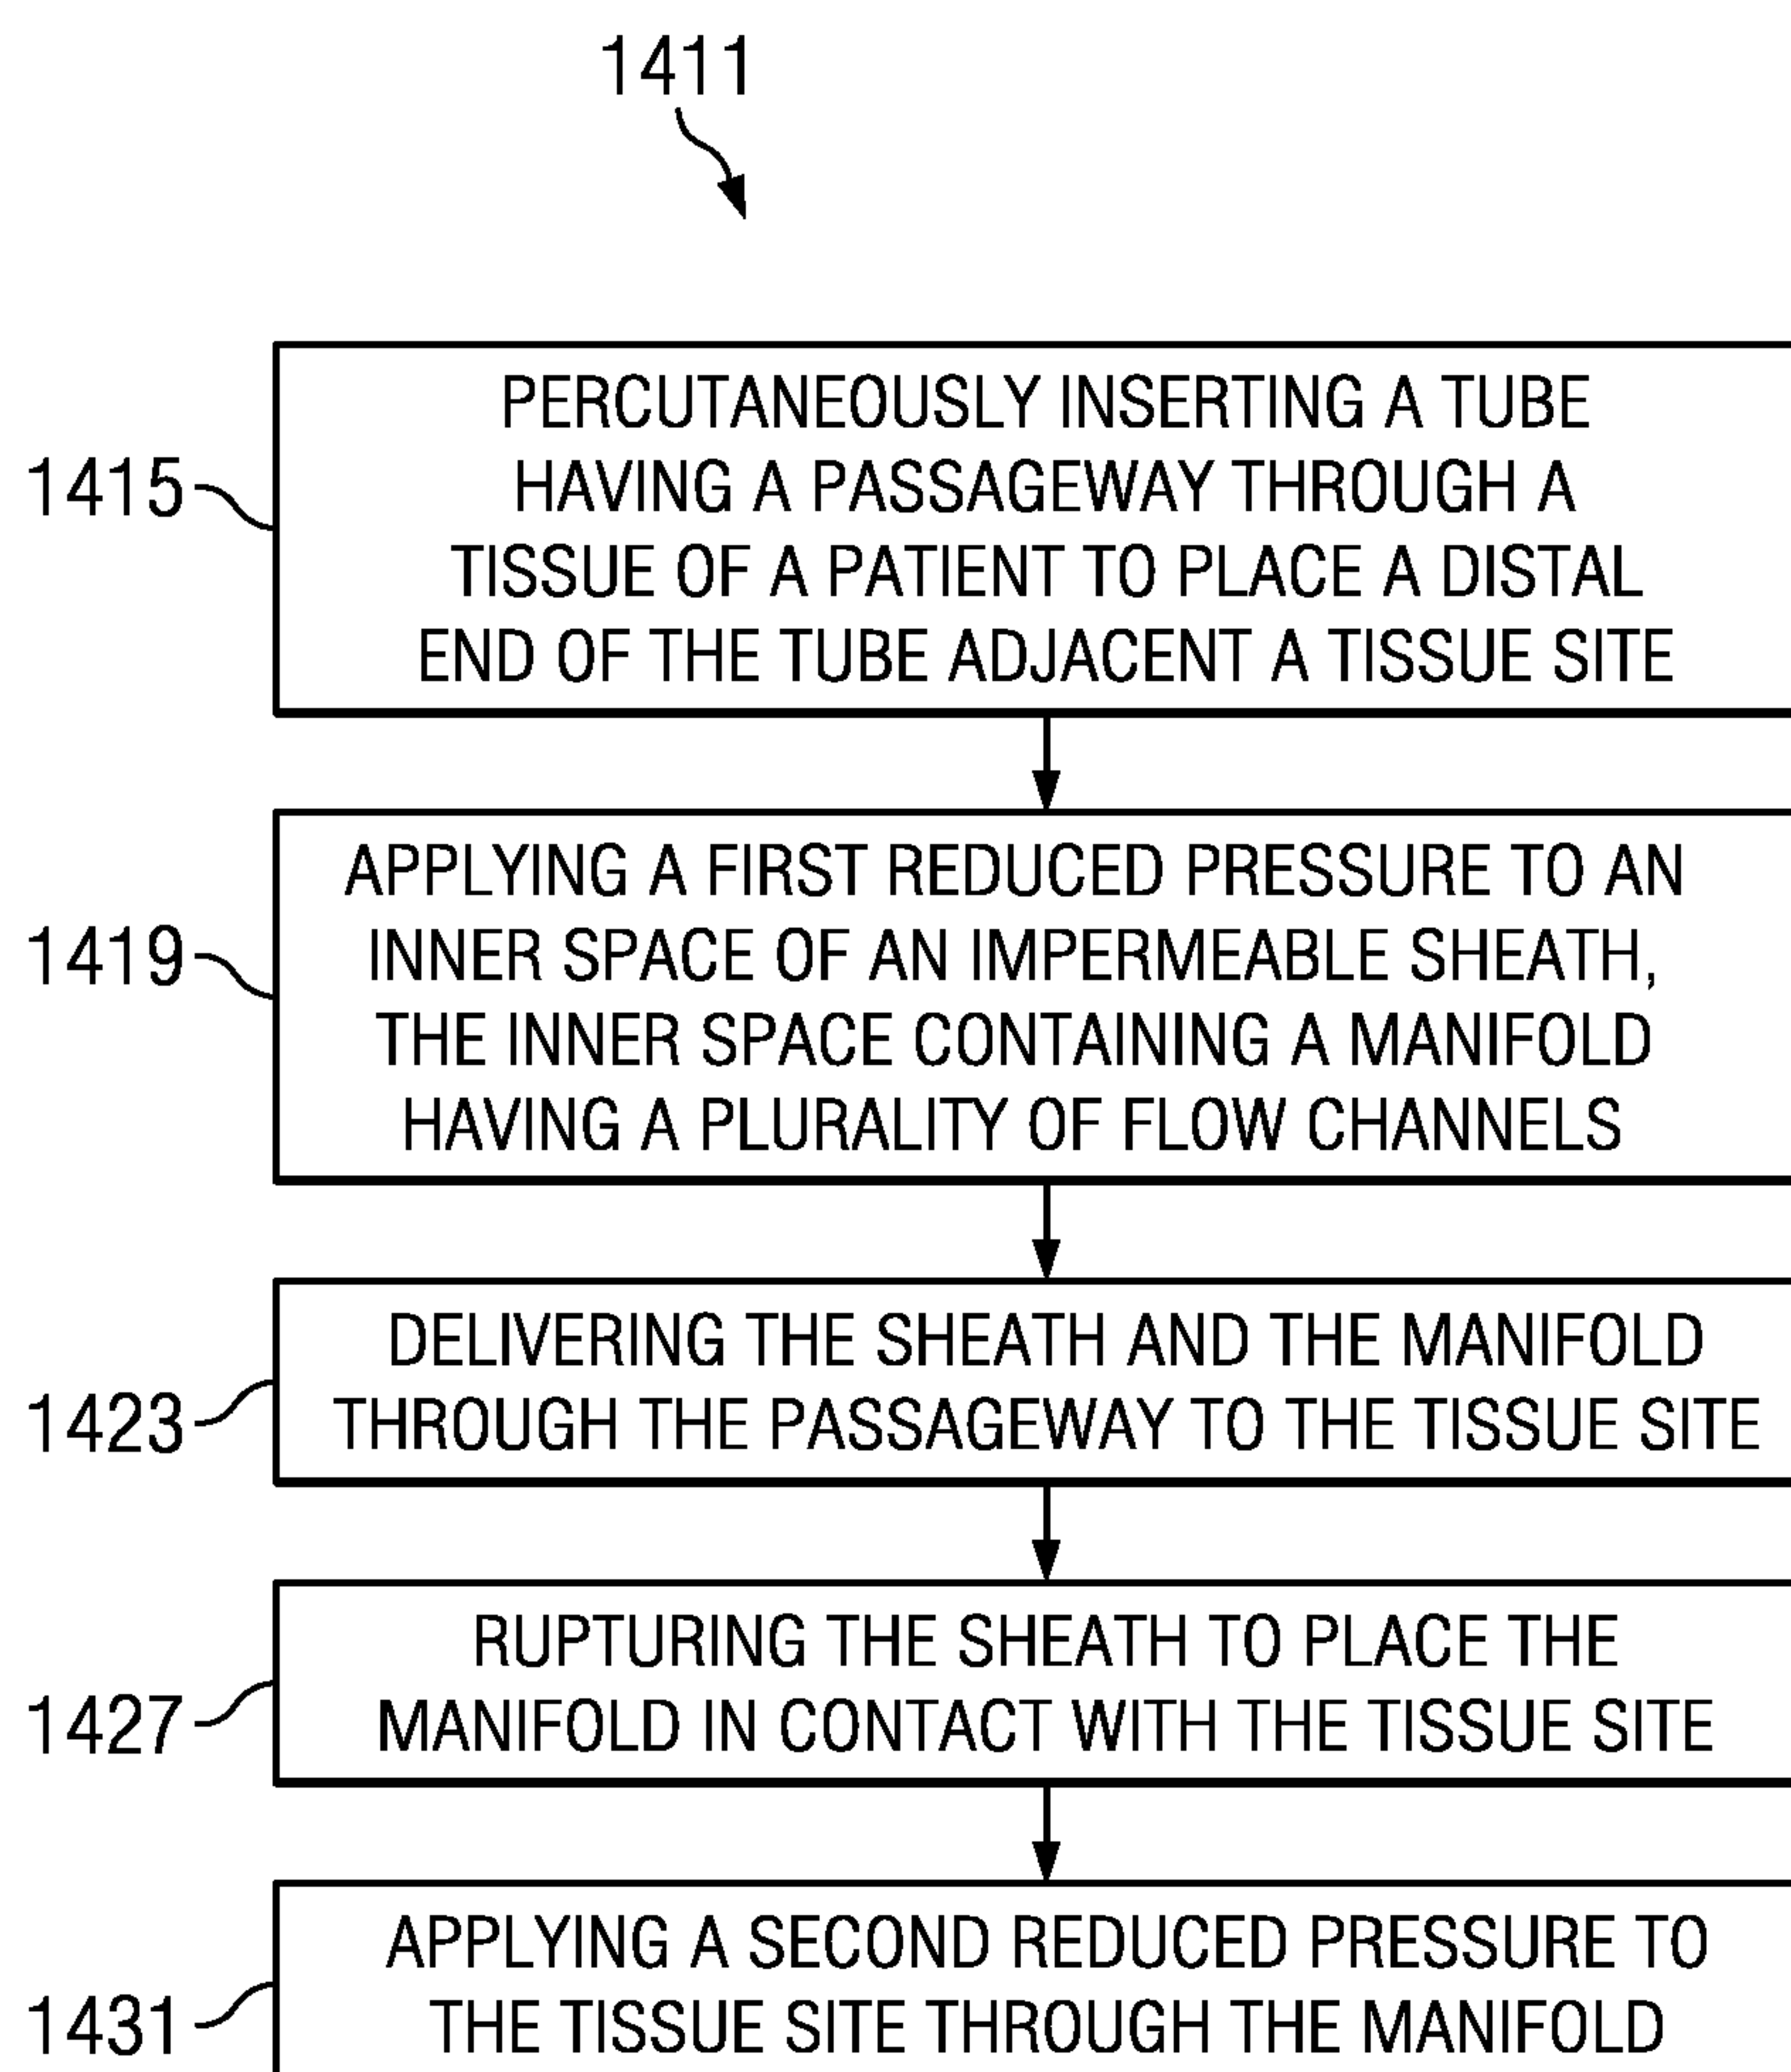 1411
1415
PERCUTANEOUSLY INSERTING A TUBE
HAVING A PASSAGEWAY THROUGH A
TISSUE OF A PATIENT TO PLACE A DISTAL
END OF THE TUBE ADJACENT A TISSUE SITE
1419
APPLYING A FIRST REDUCED PRESSURE TO AN
INNER SPACE OF AN IMPERMEABLE SHEATH,
THE INNER SPACE CONTAINING A MANIFOLD
HAVING A PLURALITY OF FLOW CHANNELS
1423
DELIVERING THE SHEATH AND THE MANIFOLD
THROUGH THE PASSAGEWAY TO THE TISSUE SITE
1427
RUPTURING THE SHEATH TO PLACE THE
MANIFOLD IN CONTACT WITH THE TISSUE SITE
1431
APPLYING A SECOND REDUCED PRESSURE TO
THE TISSUE SITE THROUGH THE MANIFOLD